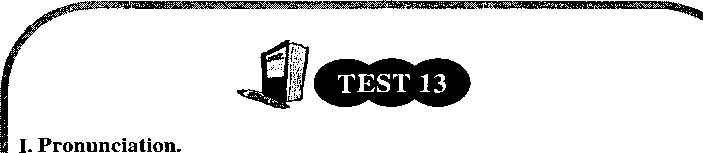 TEST 13
I. Pronunciation.